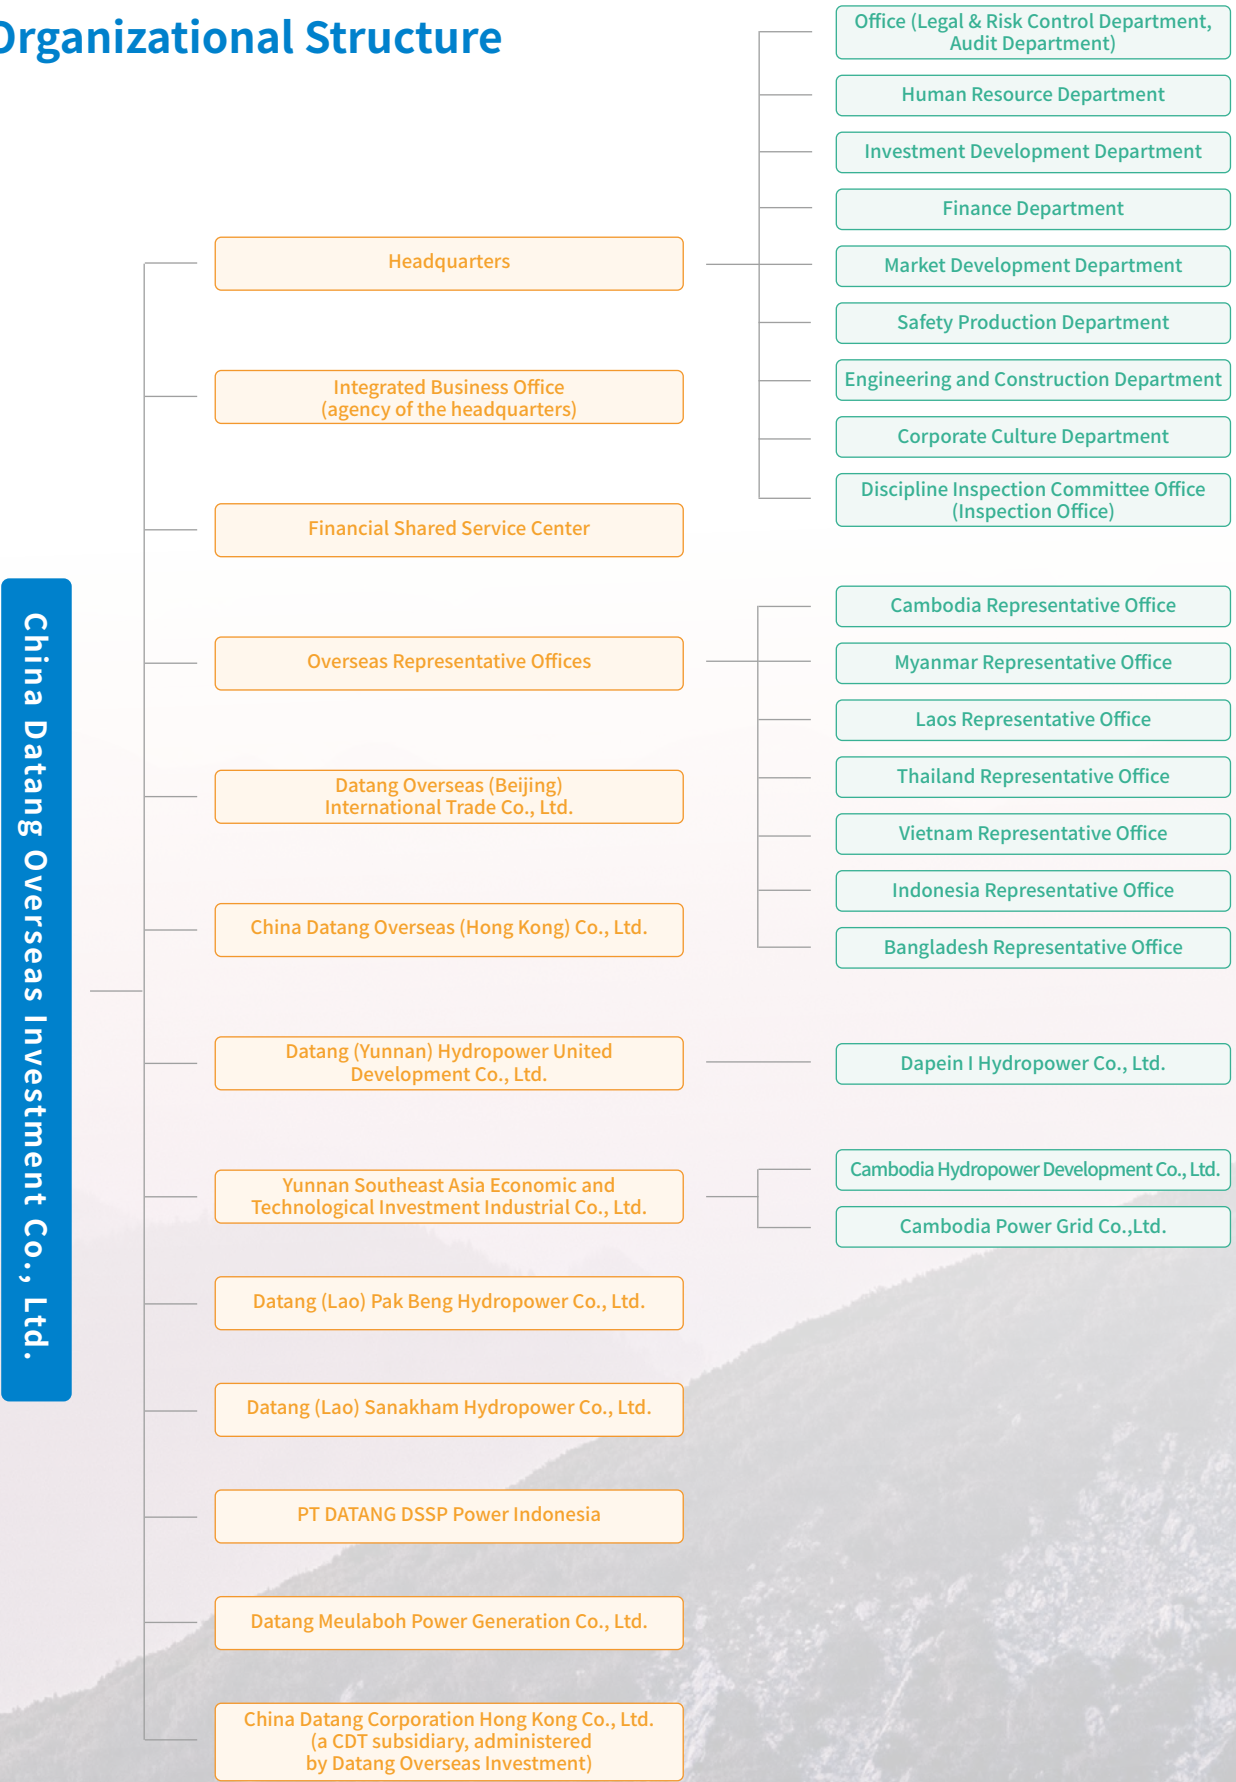 Organizational Structure
China Datang Overseas Investment Co., Ltd.
Headquarters
Integrated Business Office
(agency of the headquarters)
Financial Shared Service Center
Overseas Representative Offices
Datang Overseas (Beijing)
International Trade Co., Ltd.
China Datang Overseas (Hong Kong) Co., Ltd.
Datang (Yunnan) Hydropower United
Development Co., Ltd.
Yunnan Southeast Asia Economic and
Technological Investment Industrial Co., Ltd.
Datang (Lao) Pak Beng Hydropower Co., Ltd.
Datang (Lao) Sanakham Hydropower Co., Ltd.
PT DATANG DSSP Power Indonesia
Datang Meulaboh Power Generation Co., Ltd.
China Datang Corporation Hong Kong Co., Ltd.
(a CDT subsidiary, administered
by Datang Overseas Investment)
Office (Legal & Risk Control Department,
Audit Department)
Human Resource Department
Investment Development Department
Finance Department
Market Development Department
Safety Production Department
Engineering and Construction Department
Corporate Culture Department
Discipline Inspection Committee Office
(Inspection Office)
Cambodia Representative Office
Myanmar Representative Office
Laos Representative Office
Thailand Representative Office
Vietnam Representative Office
Indonesia Representative Office
Bangladesh Representative Office
Dapein I Hydropower Co., Ltd.
Cambodia Hydropower Development Co., Ltd.
Cambodia Power Grid Co.,Ltd.